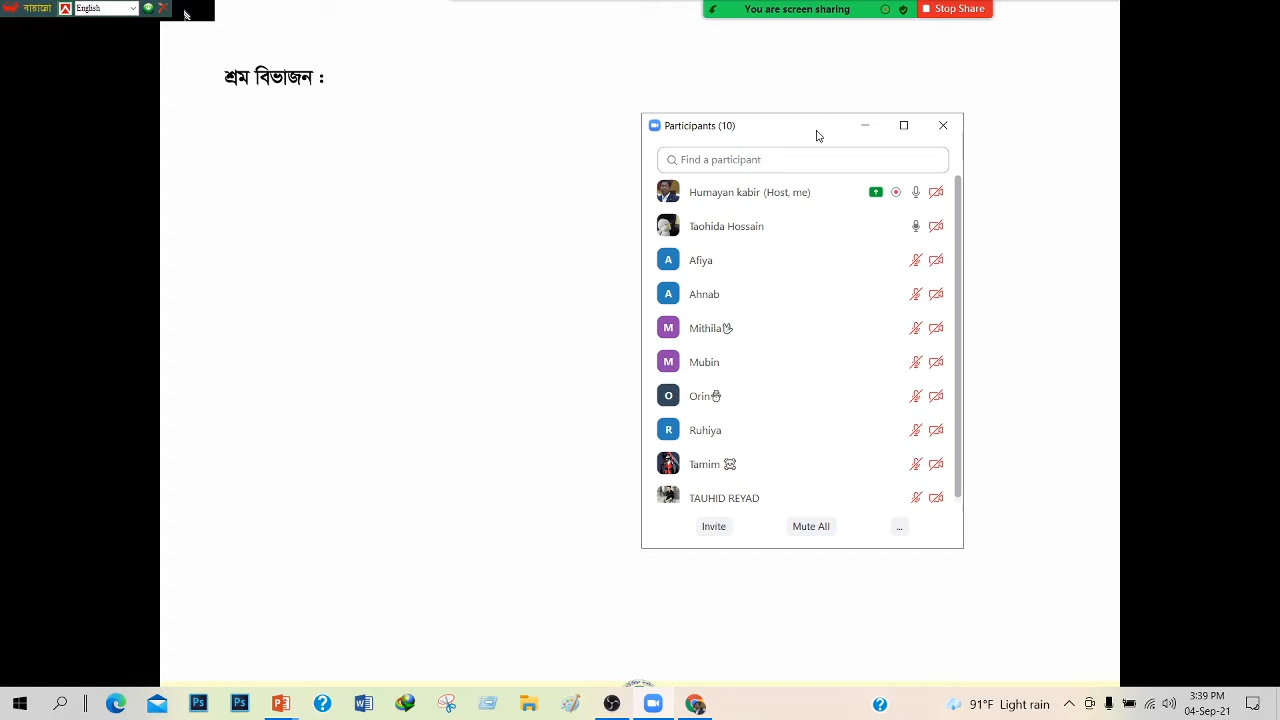 বায়ান্নো English
You are screen sharing Stop Share
শ্রম বিভাজন :
Participants (10)
Find a participant
Humayan kabir (Host, me)
Taohida Hossain
A Afiya
A Ahnab
M Mithila
M Mubin
O Orin
R Ruhiya
Tamim
TAUHID REYAD
Invite Mute All ...
91°F Light rain
3:39 PM
04-Sep-21